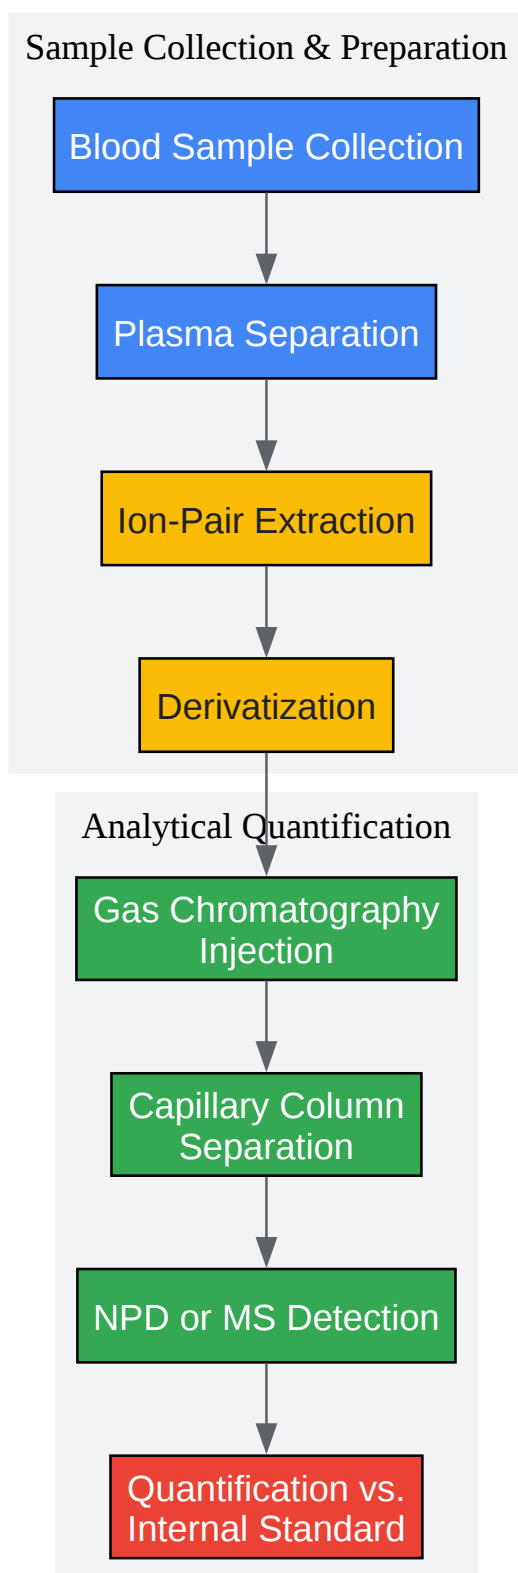 Sample Collection & Preparation
Blood Sample Collection
Plasma Separation
Ion-Pair Extraction
Derivatization
Analytical Quantification
Gas Chromatography
Injection
Capillary Column
Separation
NPD or MS Detection
Quantification vs.
Internal Standard